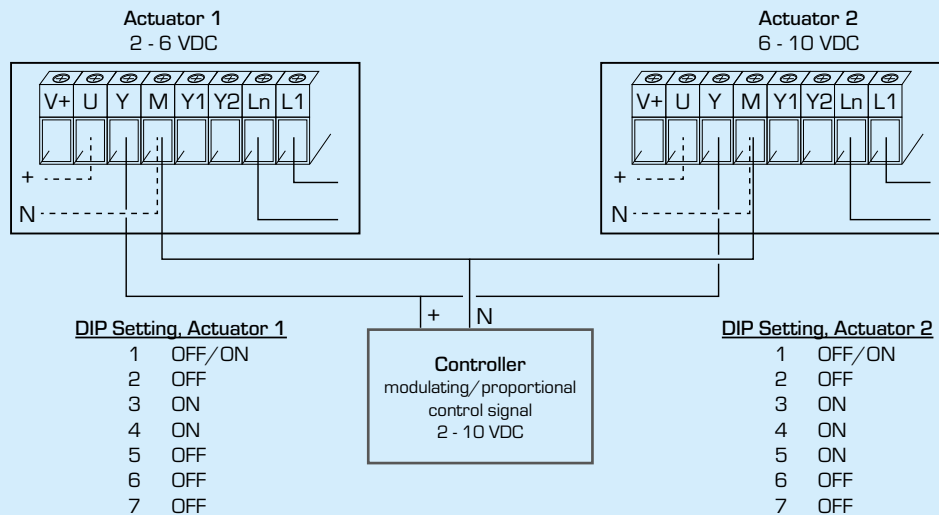 Actuator 1
2 - 6 VDC
V+ U Y M Y1 Y2 Ln L1
+
N
Actuator 2
6 - 10 VDC
V+ U Y M Y1 Y2 Ln L1
+
N
+ N
Controller
modulating/proportional
control signal
2 - 10 VDC
DIP Setting, Actuator 1
1 OFF/ON
2 OFF
3 ON
4 ON
5 OFF
6 OFF
7 OFF
DIP Setting, Actuator 2
1 OFF/ON
2 OFF
3 ON
4 ON
5 ON
6 OFF
7 OFF